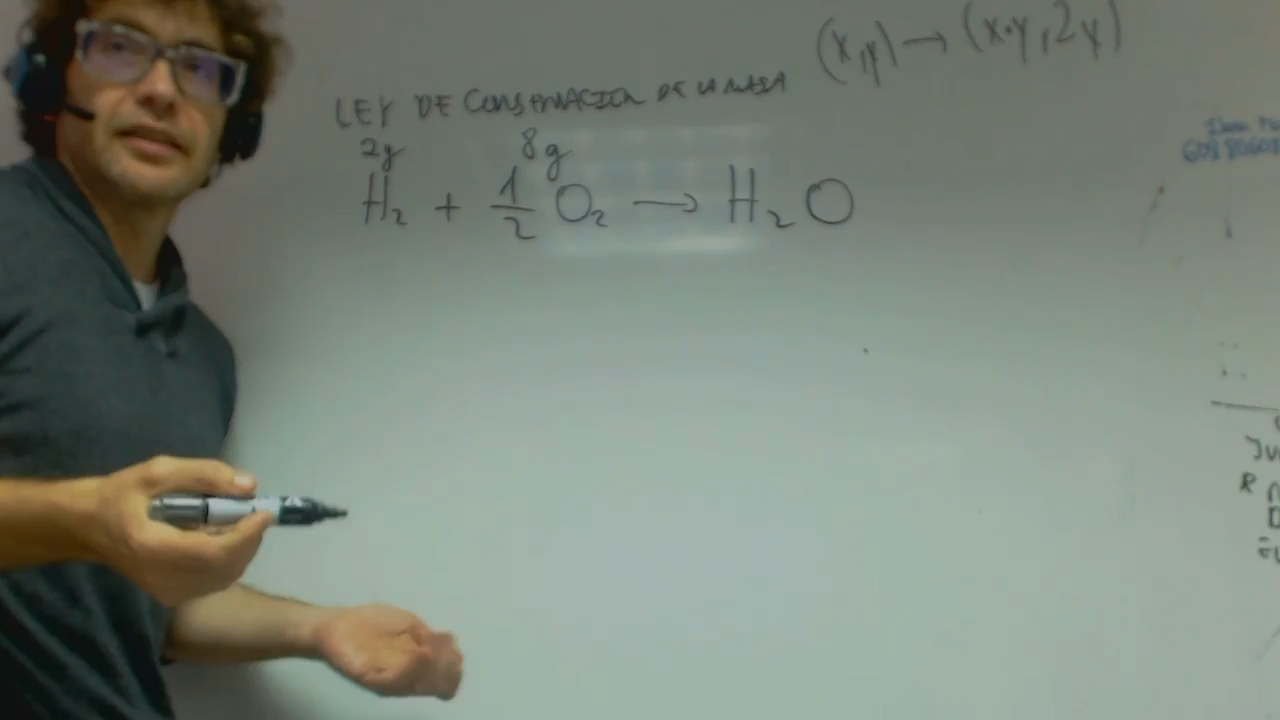 (x,y) → (x·y, 2y)
LEY DE CONSERVACION DE LA MASA
2g 8g
H₂ + 1/2 O₂ → H₂O
R